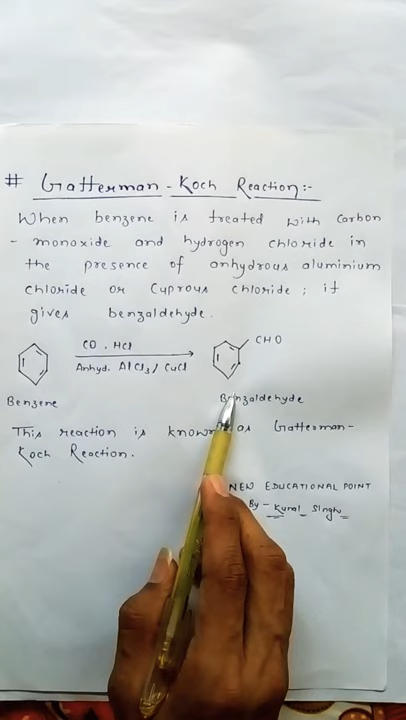 # Gatterman - Koch Reaction:-
When benzene is treated with carbon
- monoxide and hydrogen chloride in
the presence of anhydrous aluminium
chloride or cuprous chloride ; it
gives benzaldehyde.
CO , HCl
Anhyd. AlCl3 / CuCl
CHO
Benzene
Benzaldehyde
This reaction is known as Gatterman-
Koch Reaction.
NEW EDUCATIONAL POINT
By - Kunal Singh